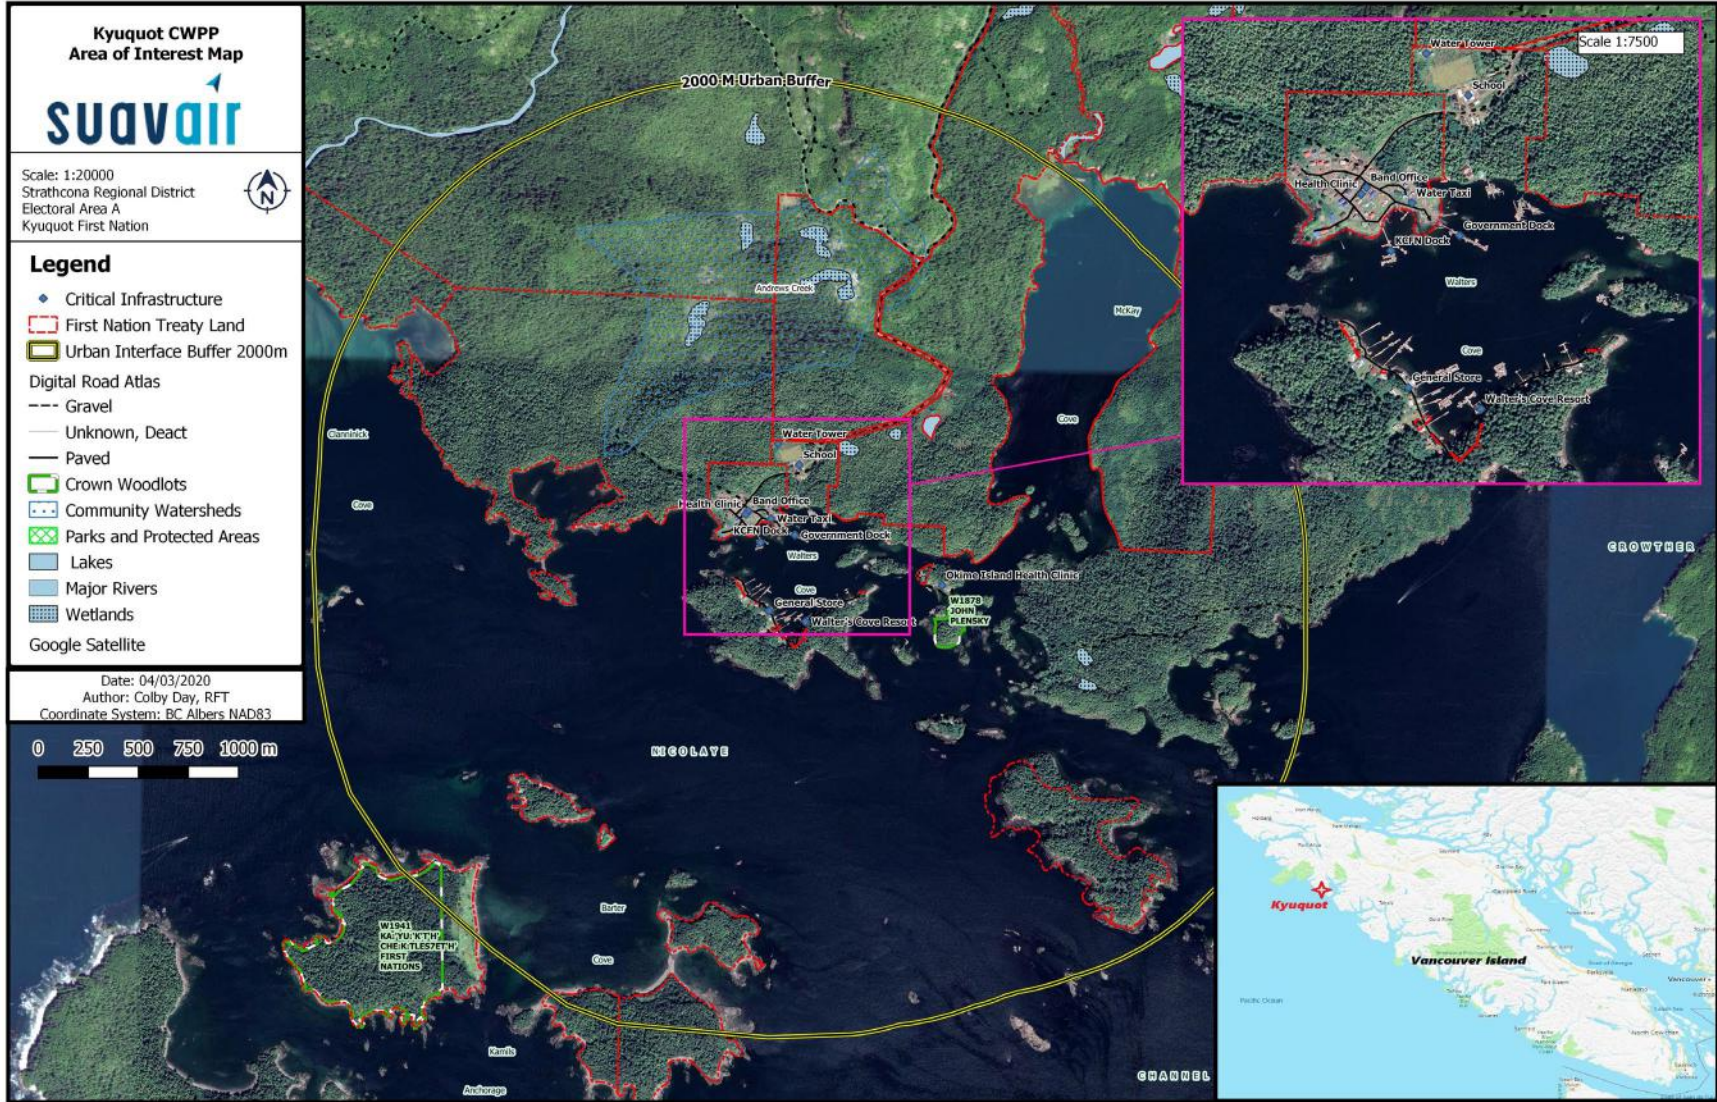 Kyuquot CWPP
Area of Interest Map
suavair
Scale: 1:20000
Strathcona Regional District
Electoral Area A
Kyuquot First Nation
N
Legend
Critical Infrastructure
First Nation Treaty Land
Urban Interface Buffer 2000m
Digital Road Atlas
Gravel
Unknown, Deact
Paved
Crown Woodlots
Community Watersheds
Parks and Protected Areas
Lakes
Major Rivers
Wetlands
Google Satellite
Date: 04/03/2020
Author: Colby Day, RFT
Coordinate System: BC Albers NAD83
0 250 500 750 1000 m
2000 M Urban Buffer
Andrews Creek
McKay
Cove
Clanninick
Cove
Water Tower
School
Health Clinic
Band Office
Water Taxi
KCFN Dock
Government Dock
Walters
Cove
General Store
Walter's Cove Resort
Okime Island Health Clinic
W1878
JOHN
PLENSKY
CROWTHER
NICOLAYE
Barter
Cove
W1941
KA:'YU:'K'T'H'
CHE:K:TLES7ET'H'
FIRST
NATIONS
Kamils
Anchorage
CHANNEL
Scale 1:7500
Water Tower
School
Health Clinic
Band Office
Water Taxi
Government Dock
KCFN Dock
Walters
Cove
General Store
Walter's Cove Resort
Kyuquot
Vancouver Island
Pacific Ocean
Campbell River
Vancouver